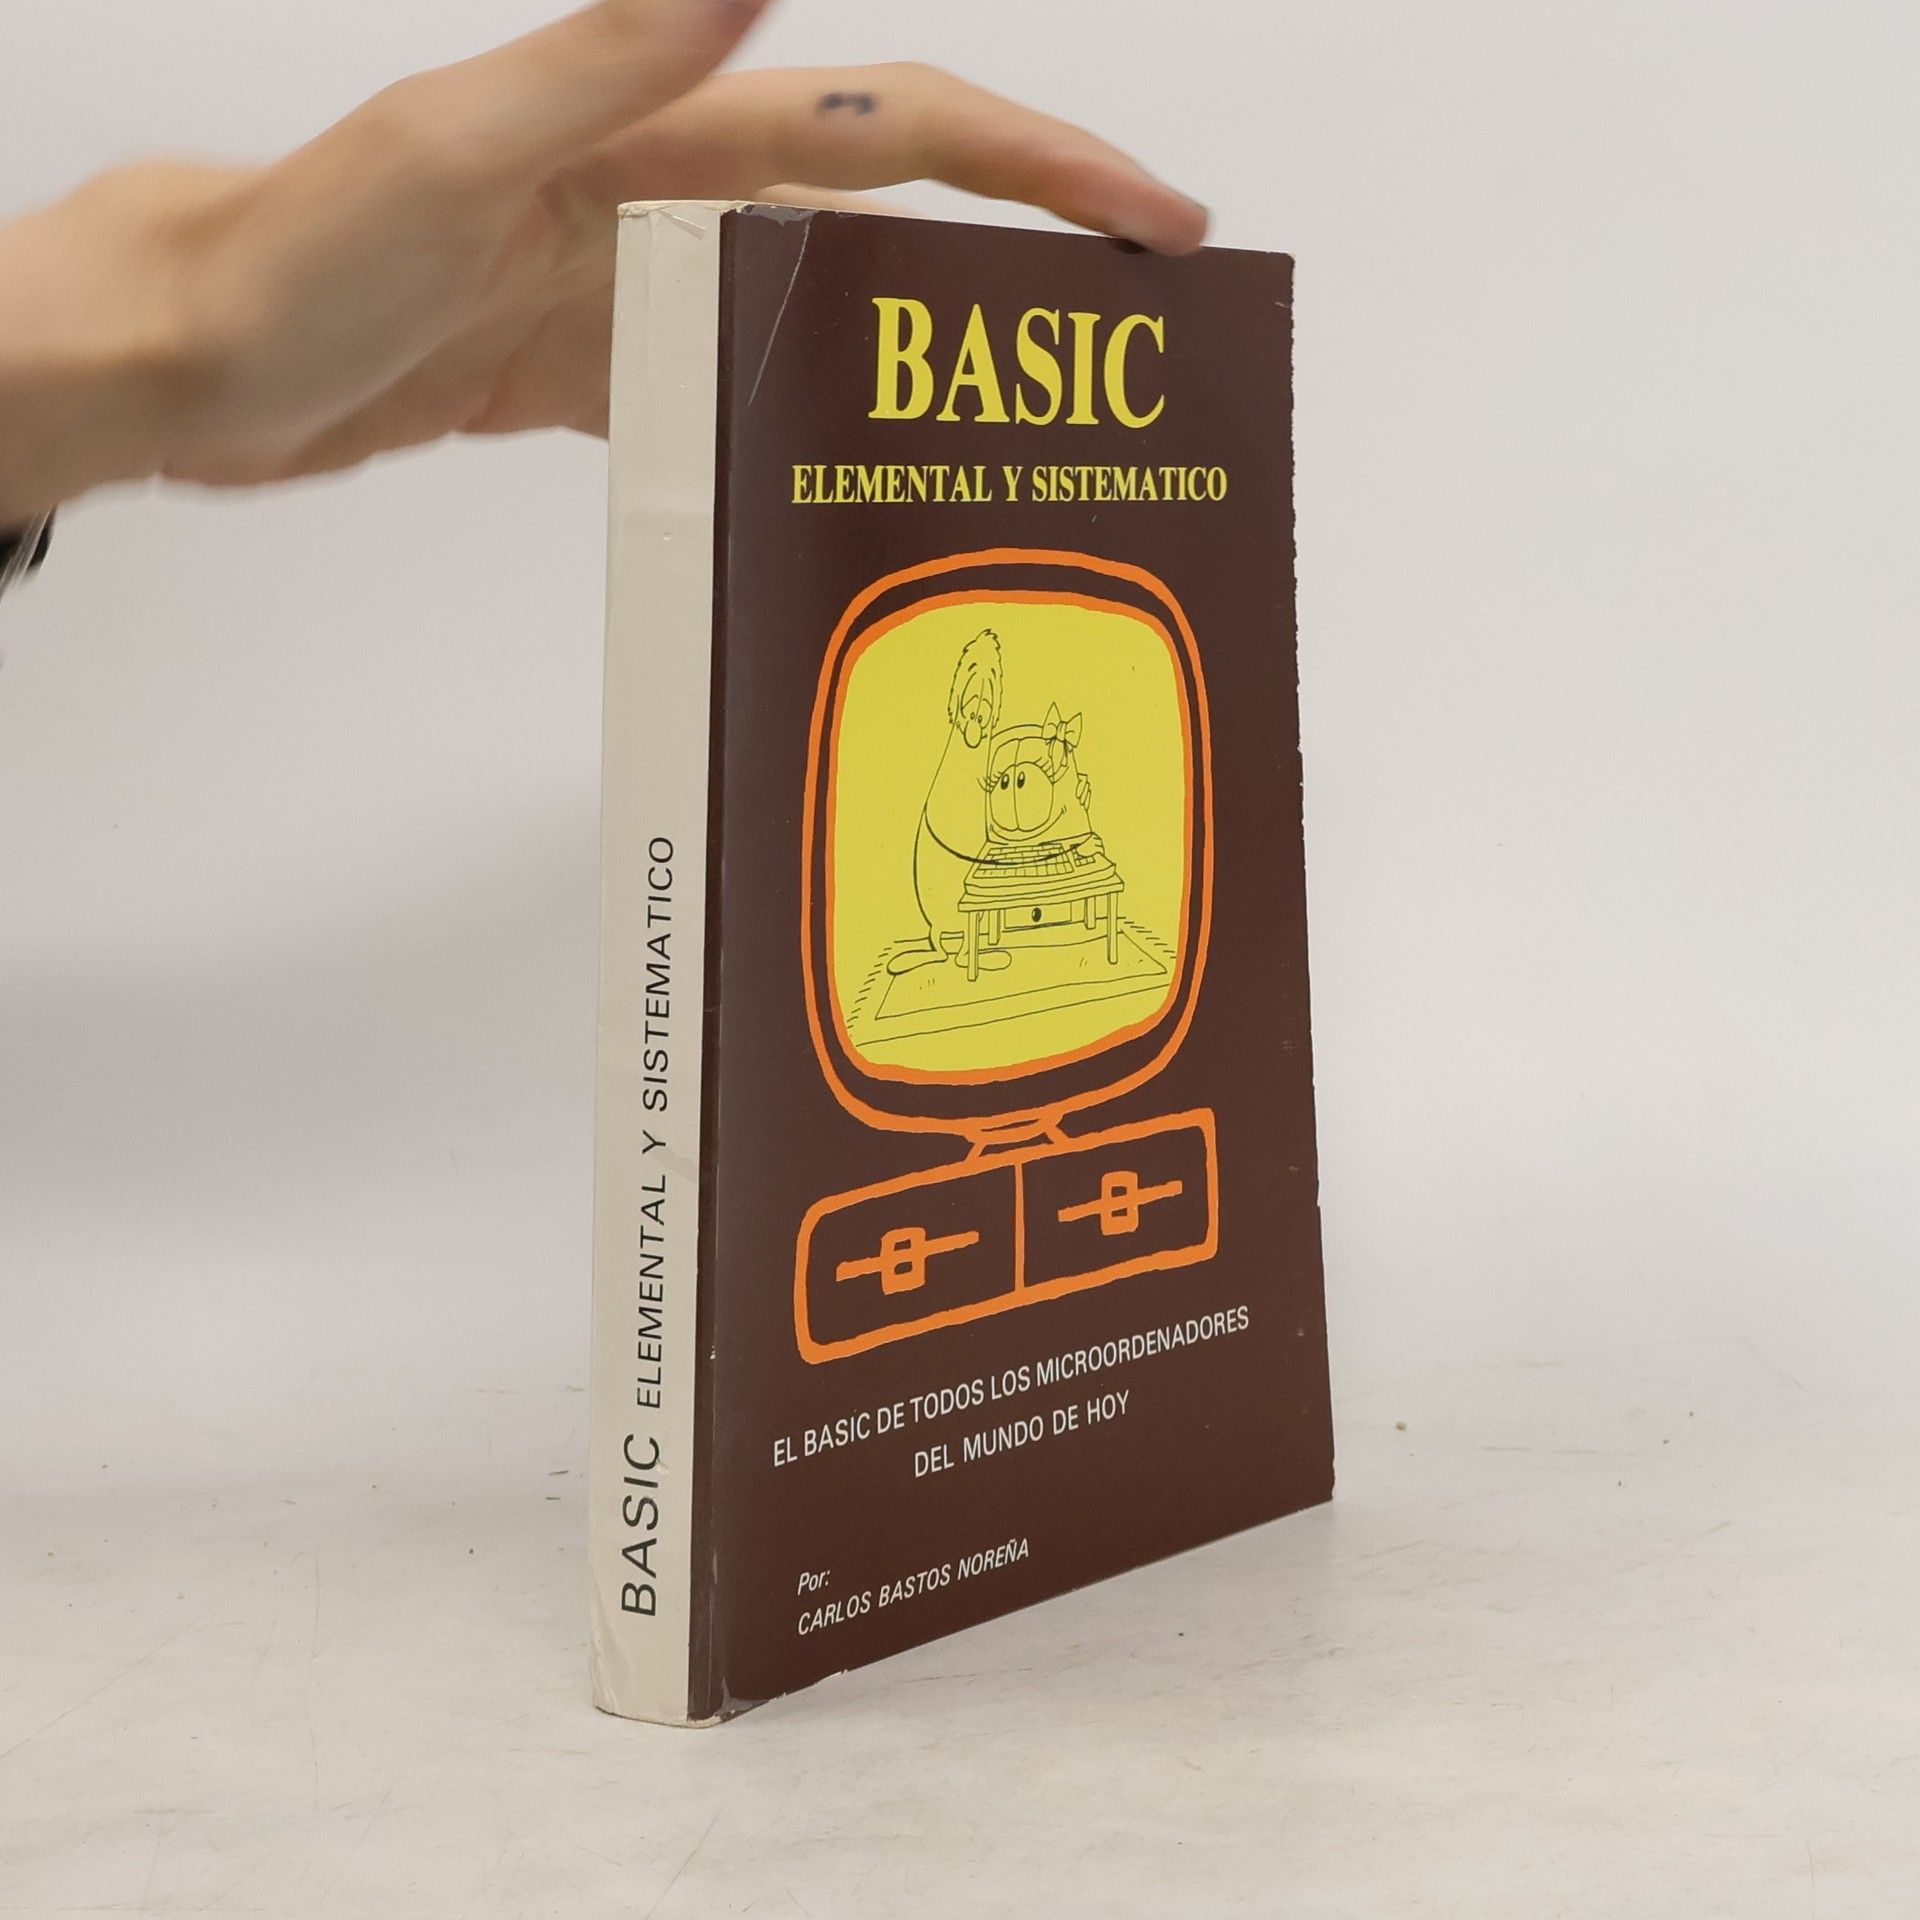 BASIC ELEMENTAL Y SISTEMATICO
BASIC
ELEMENTAL Y SISTEMATICO
EL BASIC DE TODOS LOS MICROORDENADORES
DEL MUNDO DE HOY
Por:
CARLOS BASTOS NOREÑA